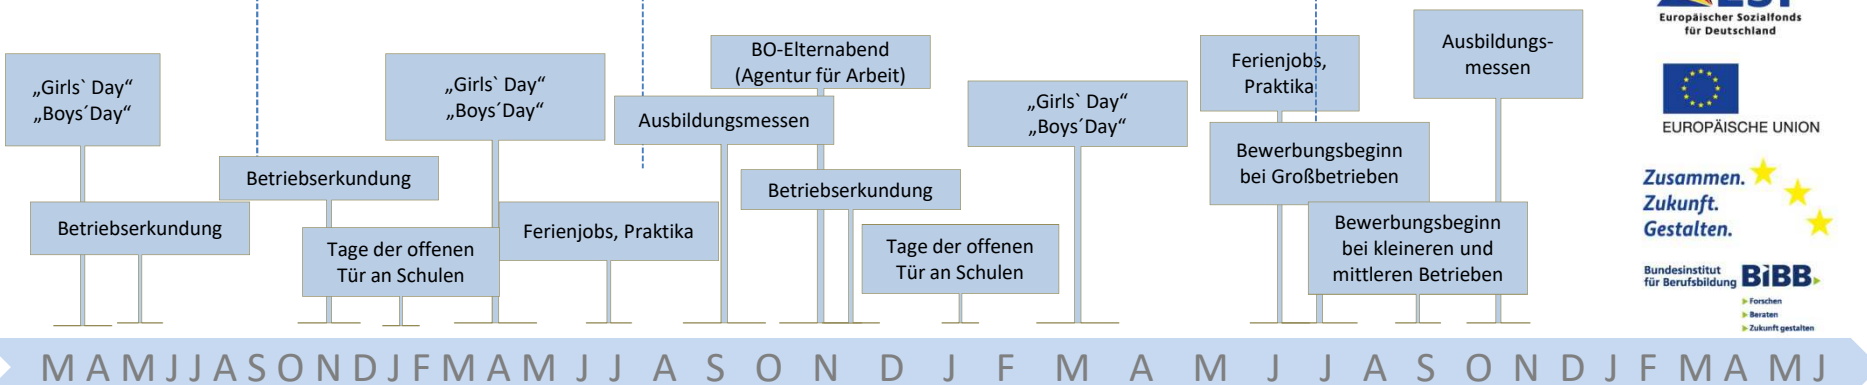 „Girls` Day“
„Boys´Day“
Betriebserkundung
Betriebserkundung
Tage der offenen
Tür an Schulen
„Girls` Day“
„Boys´Day“
Ferienjobs, Praktika
Ausbildungsmessen
BO-Elternabend
(Agentur für Arbeit)
Betriebserkundung
Tage der offenen
Tür an Schulen
„Girls` Day“
„Boys´Day“
Ferienjobs,
Praktika
Bewerbungsbeginn
bei Großbetrieben
Bewerbungsbeginn
bei kleineren und
mittleren Betrieben
Ausbildungs-
messen
Europäischer Sozialfonds
für Deutschland
EUROPÄISCHE UNION
Zusammen.
Zukunft.
Gestalten.
Bundesinstitut
für Berufsbildung
BiBB
Forschen
Beraten
Zukunft gestalten
M A M J J A S O N D J F M A M J J A S O N D J F M A M J J A S O N D J F M A M J